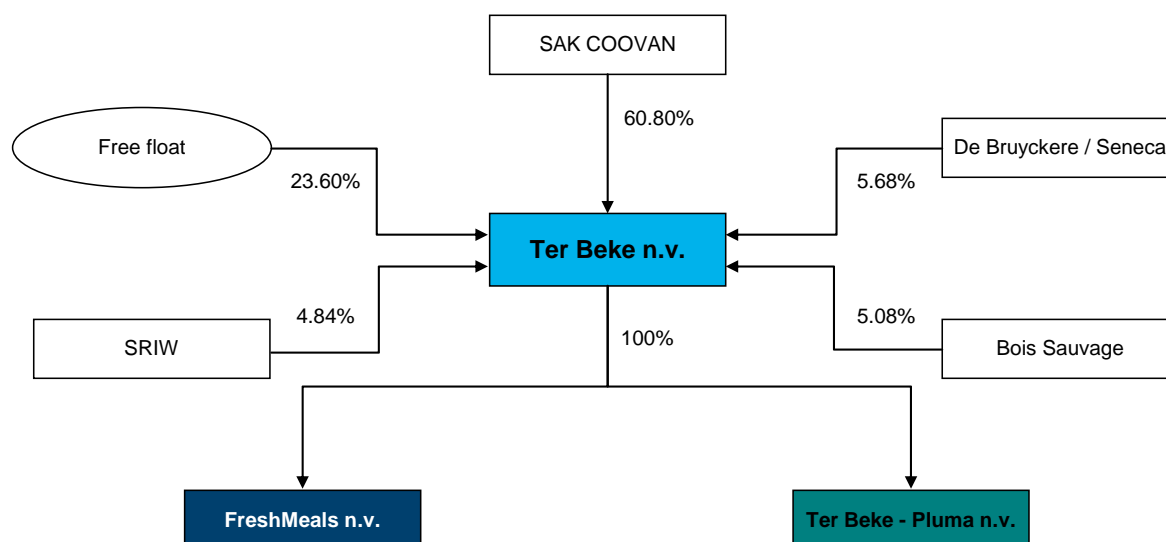 SAK COOVAN
60.80%
Free float
De Bruyckere / Seneca
23.60%
5.68%
Ter Beke n.v.
4.84%
5.08%
SRIW
100%
Bois Sauvage
FreshMeals n.v.
Ter Beke - Pluma n.v.